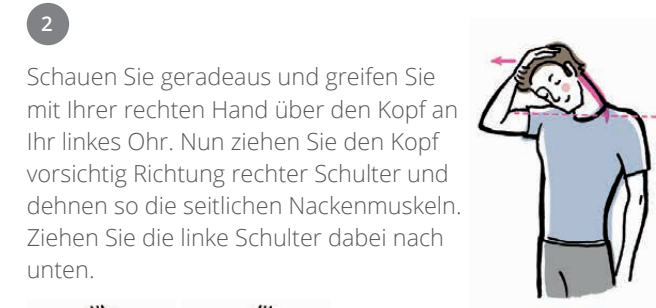 2
Schauen Sie geradeaus und greifen Sie
mit Ihrer rechten Hand über den Kopf an
Ihr linkes Ohr. Nun ziehen Sie den Kopf
vorsichtig Richtung rechter Schulter und
dehnen so die seitlichen Nackenmuskeln.
Ziehen Sie die linke Schulter dabei nach
unten.